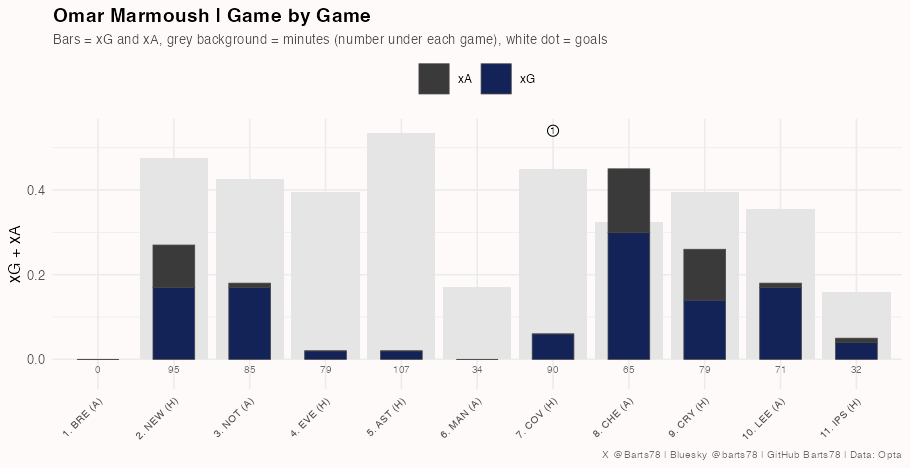 Omar Marmoush | Game by Game
Bars = xG and xA, grey background = minutes (number under each game), white dot = goals
xA
xG
xG + xA
0.4
0.2
0.0
1
0
95
85
79
107
34
90
65
79
71
32
1. BRE (A)
2. NEW (H)
3. NOT (A)
4. EVE (H)
5. AST (H)
6. MAN (A)
7. COV (H)
8. CHE (A)
9. CRY (H)
10. LEE (A)
11. IPS (H)
X @Barts78 | Bluesky @barts78 | GitHub Barts78 | Data: Opta